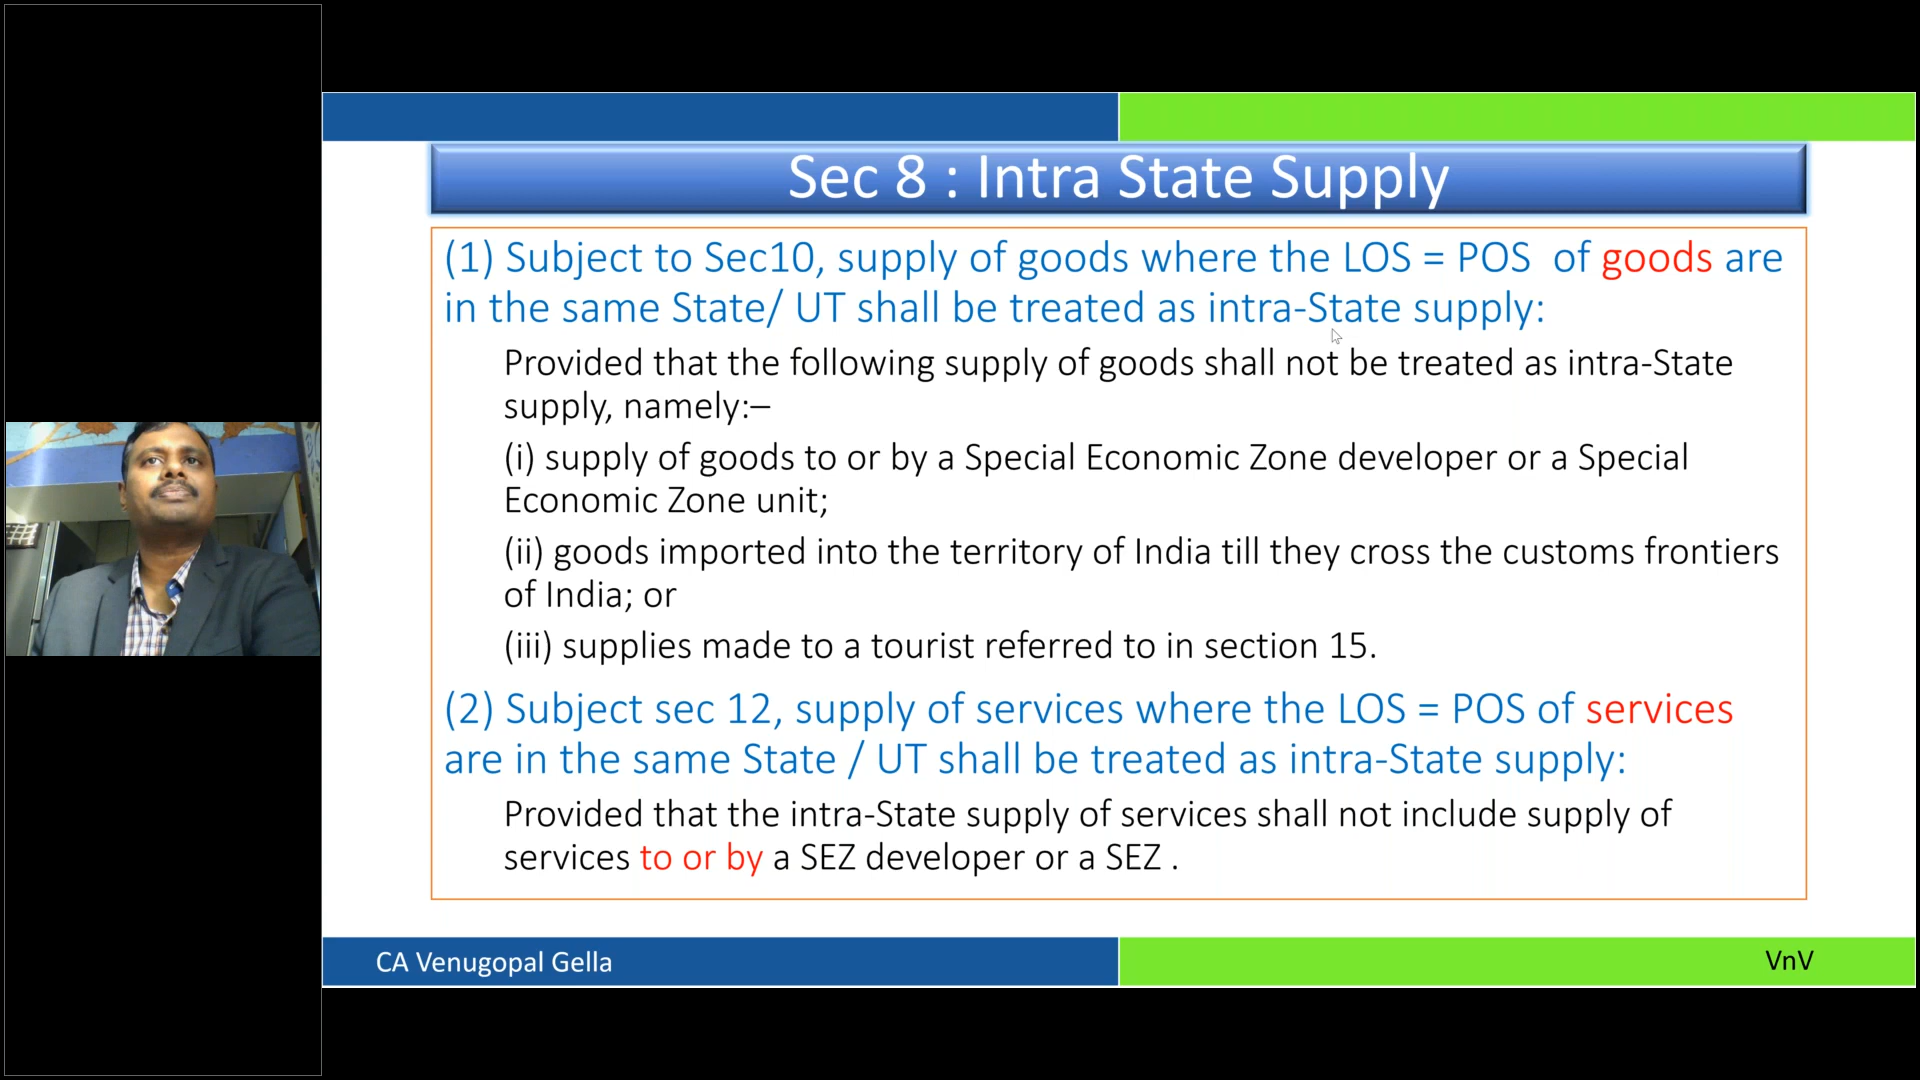 Sec 8 : Intra State Supply
(1) Subject to Sec10, supply of goods where the LOS = POS of goods are
in the same State/ UT shall be treated as intra-State supply:
Provided that the following supply of goods shall not be treated as intra-State
supply, namely:–
(i) supply of goods to or by a Special Economic Zone developer or a Special
Economic Zone unit;
(ii) goods imported into the territory of India till they cross the customs frontiers
of India; or
(iii) supplies made to a tourist referred to in section 15.
(2) Subject sec 12, supply of services where the LOS = POS of services
are in the same State / UT shall be treated as intra-State supply:
Provided that the intra-State supply of services shall not include supply of
services to or by a SEZ developer or a SEZ .
CA Venugopal Gella
VnV